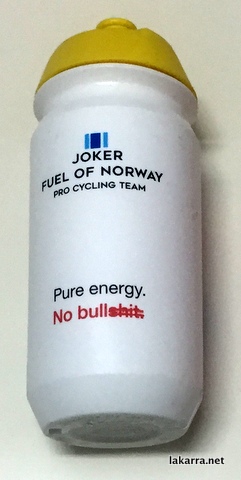 JOKER
FUEL OF NORWAY
PRO CYCLING TEAM
Pure energy.
No bullshit.
lakarra.net